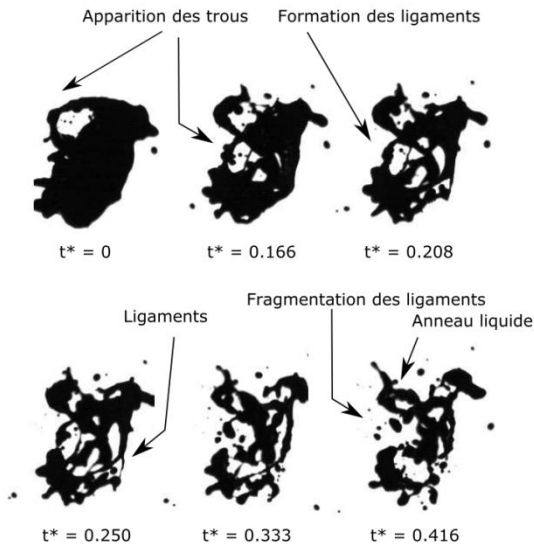 Apparition des trous
Formation des ligaments
t* = 0
t* = 0.166
t* = 0.208
Fragmentation des ligaments
Ligaments
Anneau liquide
t* = 0.250
t* = 0.333
t* = 0.416